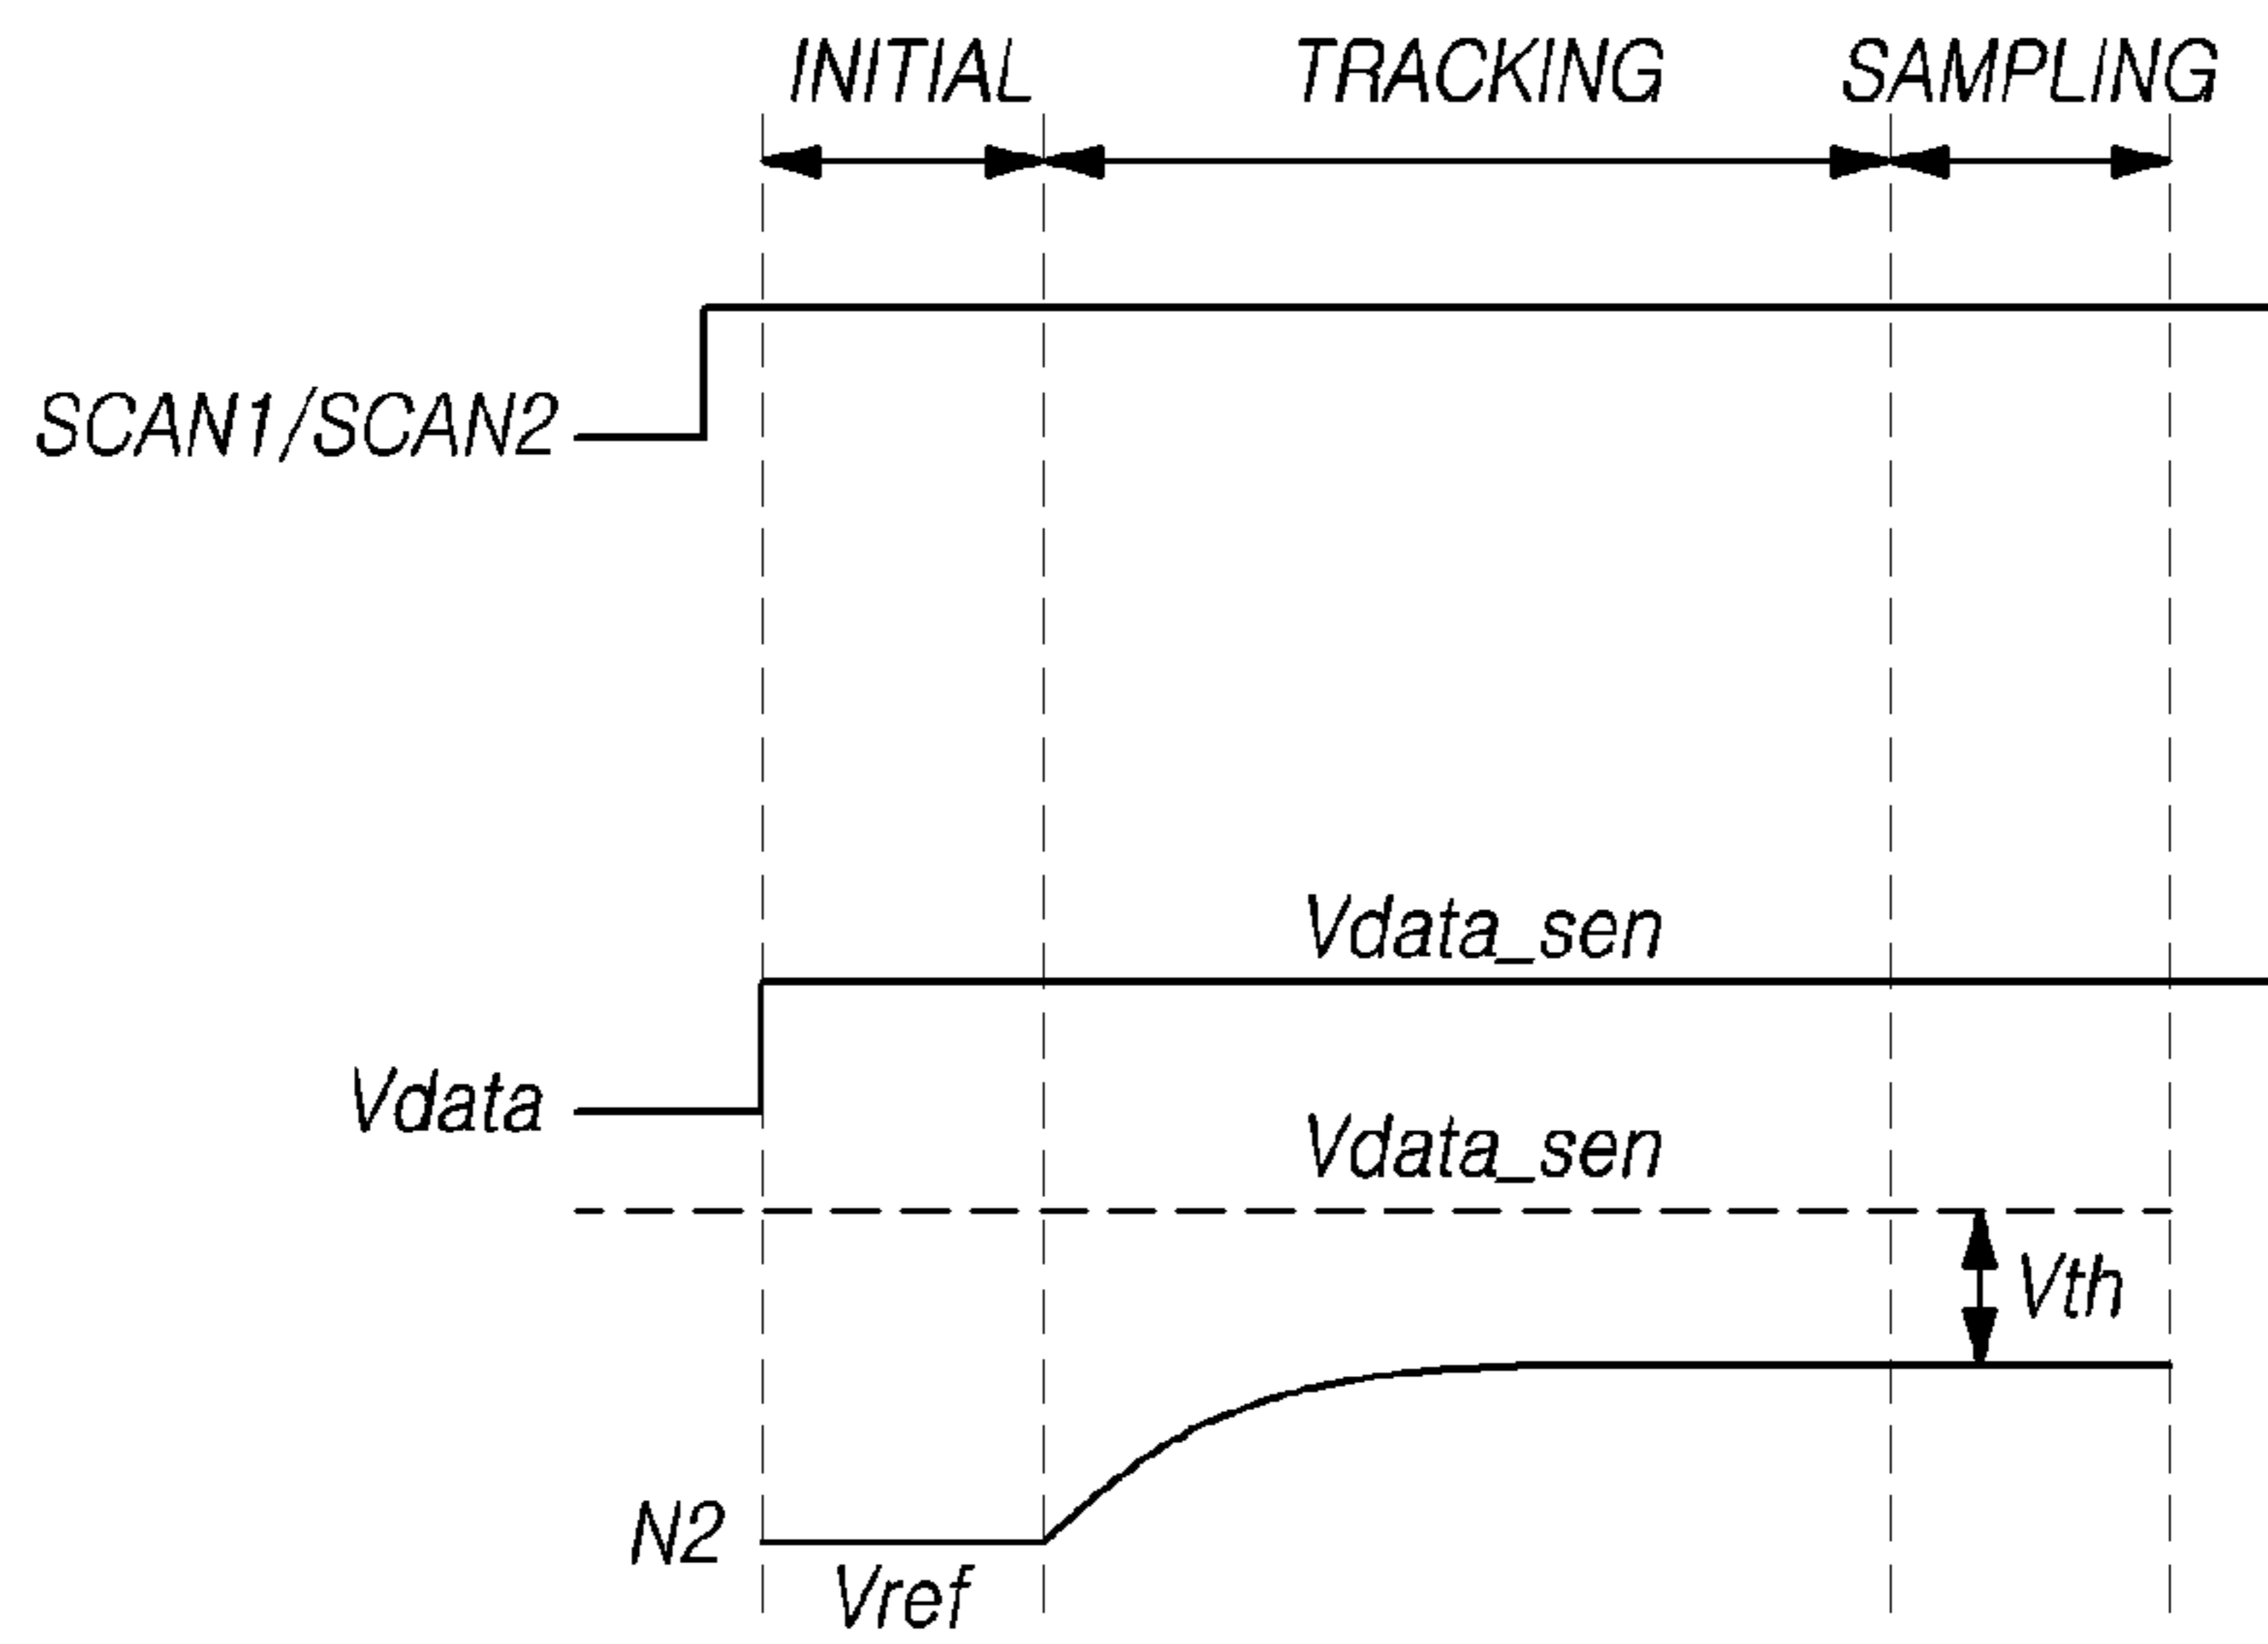 INITIAL TRACKING SAMPLING
SCAN1/SCAN2
Vdata_sen
Vdata
Vdata_sen
Vth
N2
Vref